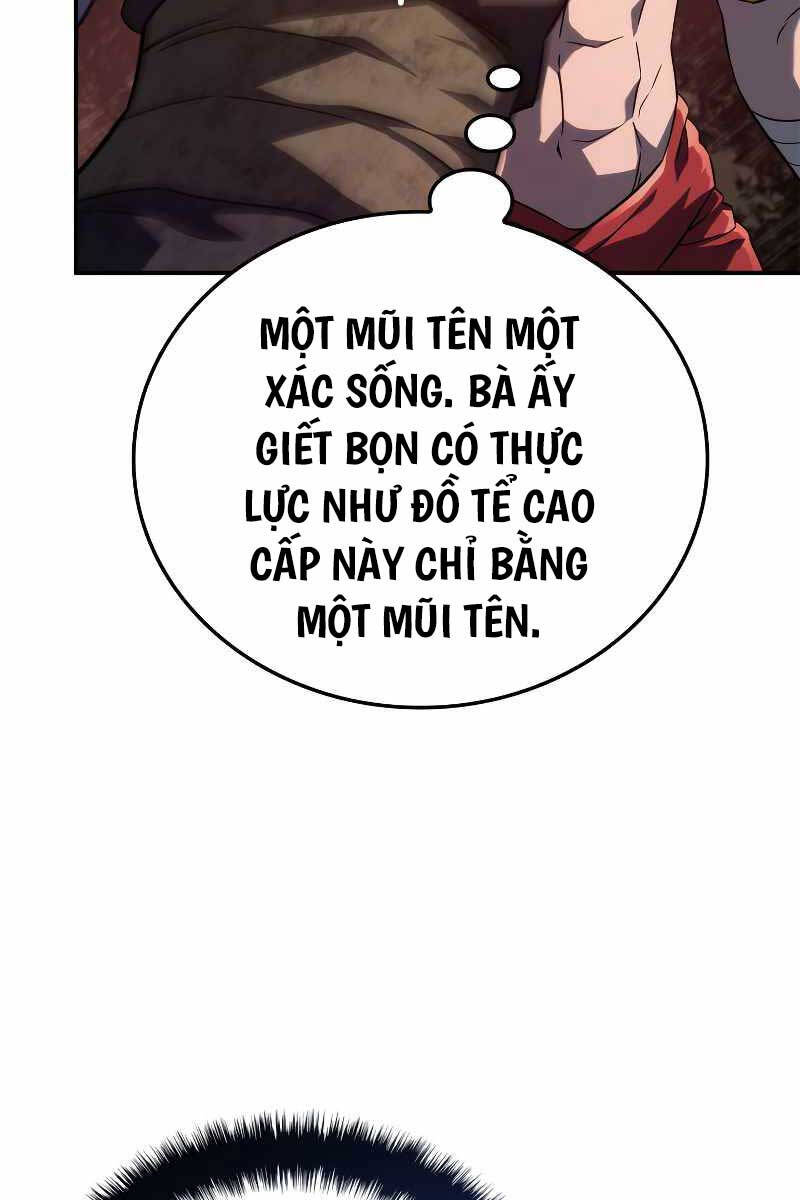 MỘT MŨI TÊN MỘT
XÁC SỐNG. BÀ ẤY
GIẾT BỌN CÓ THỰC
LỰC NHƯ ĐỒ TỂ CAO
CẤP NÀY CHỈ BẰNG
MỘT MŨI TÊN.